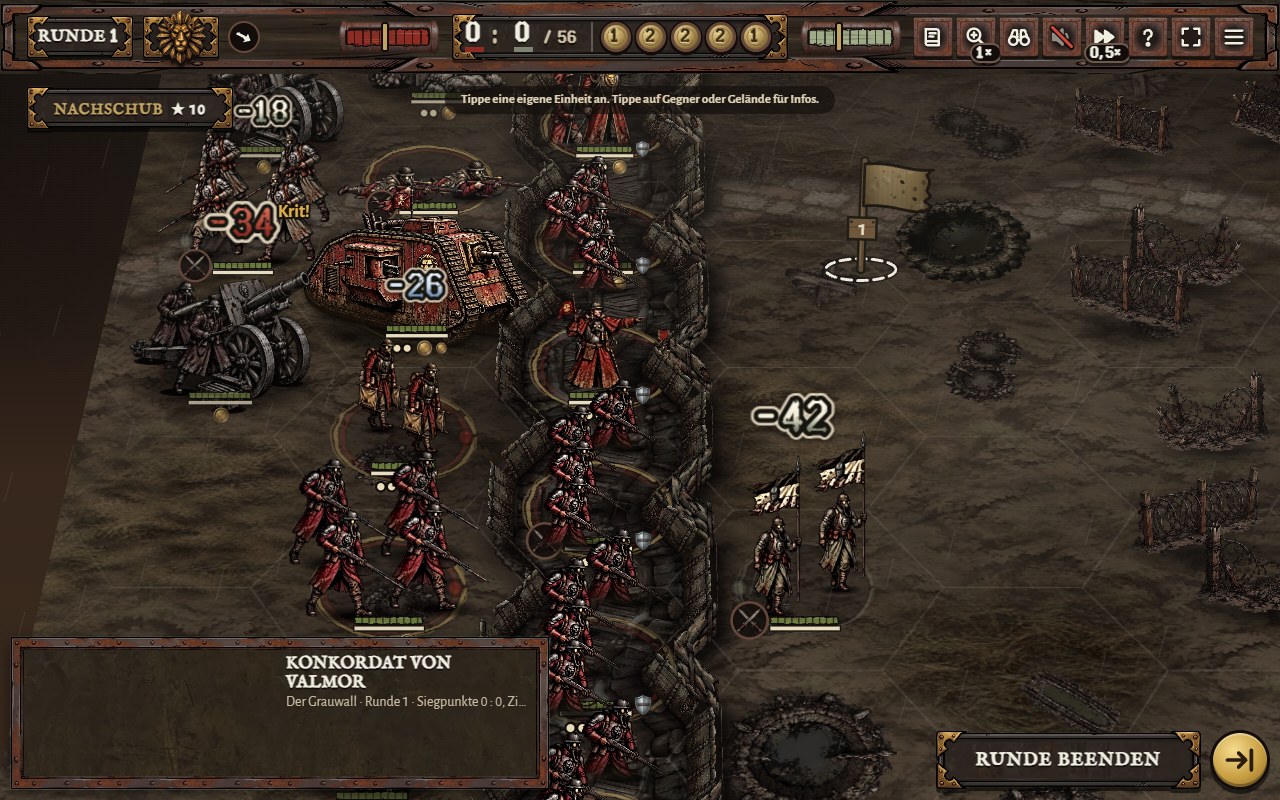 RUNDE 1
0 : 0 / 56
1 2 2 2 1
1×
0,5×
?
NACHSCHUB ★ 10
Tippe eine eigene Einheit an. Tippe auf Gegner oder Gelände für Infos.
-18
-34 Krit!
-26
1
-42
KONKORDAT VON
VALMOR
Der Grauwall · Runde 1 · Siegpunkte 0 : 0, Zi…
RUNDE BEENDEN